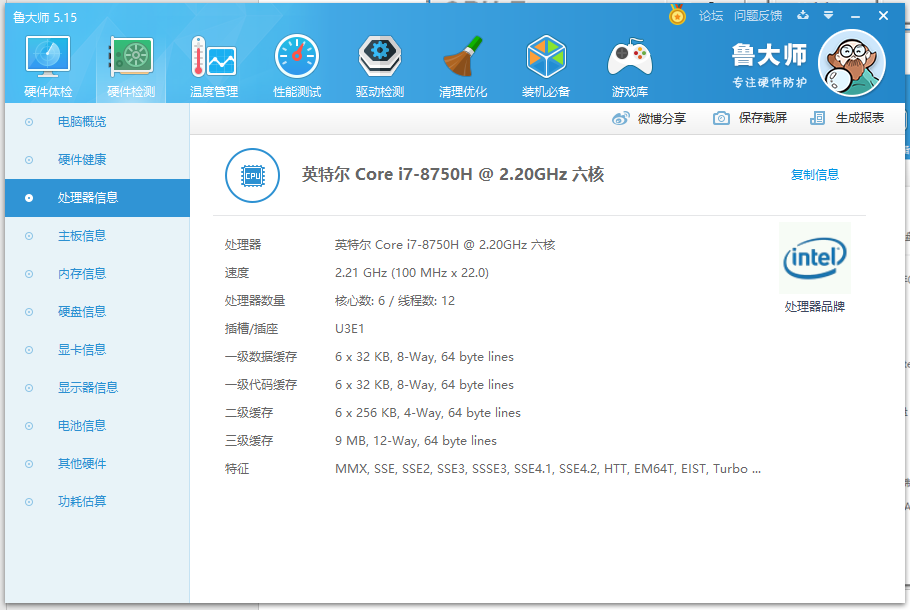 鲁大师 5.15
论坛 问题反馈
硬件体检 硬件检测 温度管理 性能测试 驱动检测 清理优化 装机必备 游戏库
鲁大师
专注硬件防护
微博分享 保存截屏 生成报表
电脑概览
硬件健康
处理器信息
主板信息
内存信息
硬盘信息
显卡信息
显示器信息
电池信息
其他硬件
功耗估算
CPU
英特尔 Core i7-8750H @ 2.20GHz 六核
复制信息
处理器 英特尔 Core i7-8750H @ 2.20GHz 六核
速度 2.21 GHz (100 MHz x 22.0)
处理器数量 核心数: 6 / 线程数: 12
插槽/插座 U3E1
一级数据缓存 6 x 32 KB, 8-Way, 64 byte lines
一级代码缓存 6 x 32 KB, 8-Way, 64 byte lines
二级缓存 6 x 256 KB, 4-Way, 64 byte lines
三级缓存 9 MB, 12-Way, 64 byte lines
特征 MMX, SSE, SSE2, SSE3, SSSE3, SSE4.1, SSE4.2, HTT, EM64T, EIST, Turbo ...
intel
处理器品牌